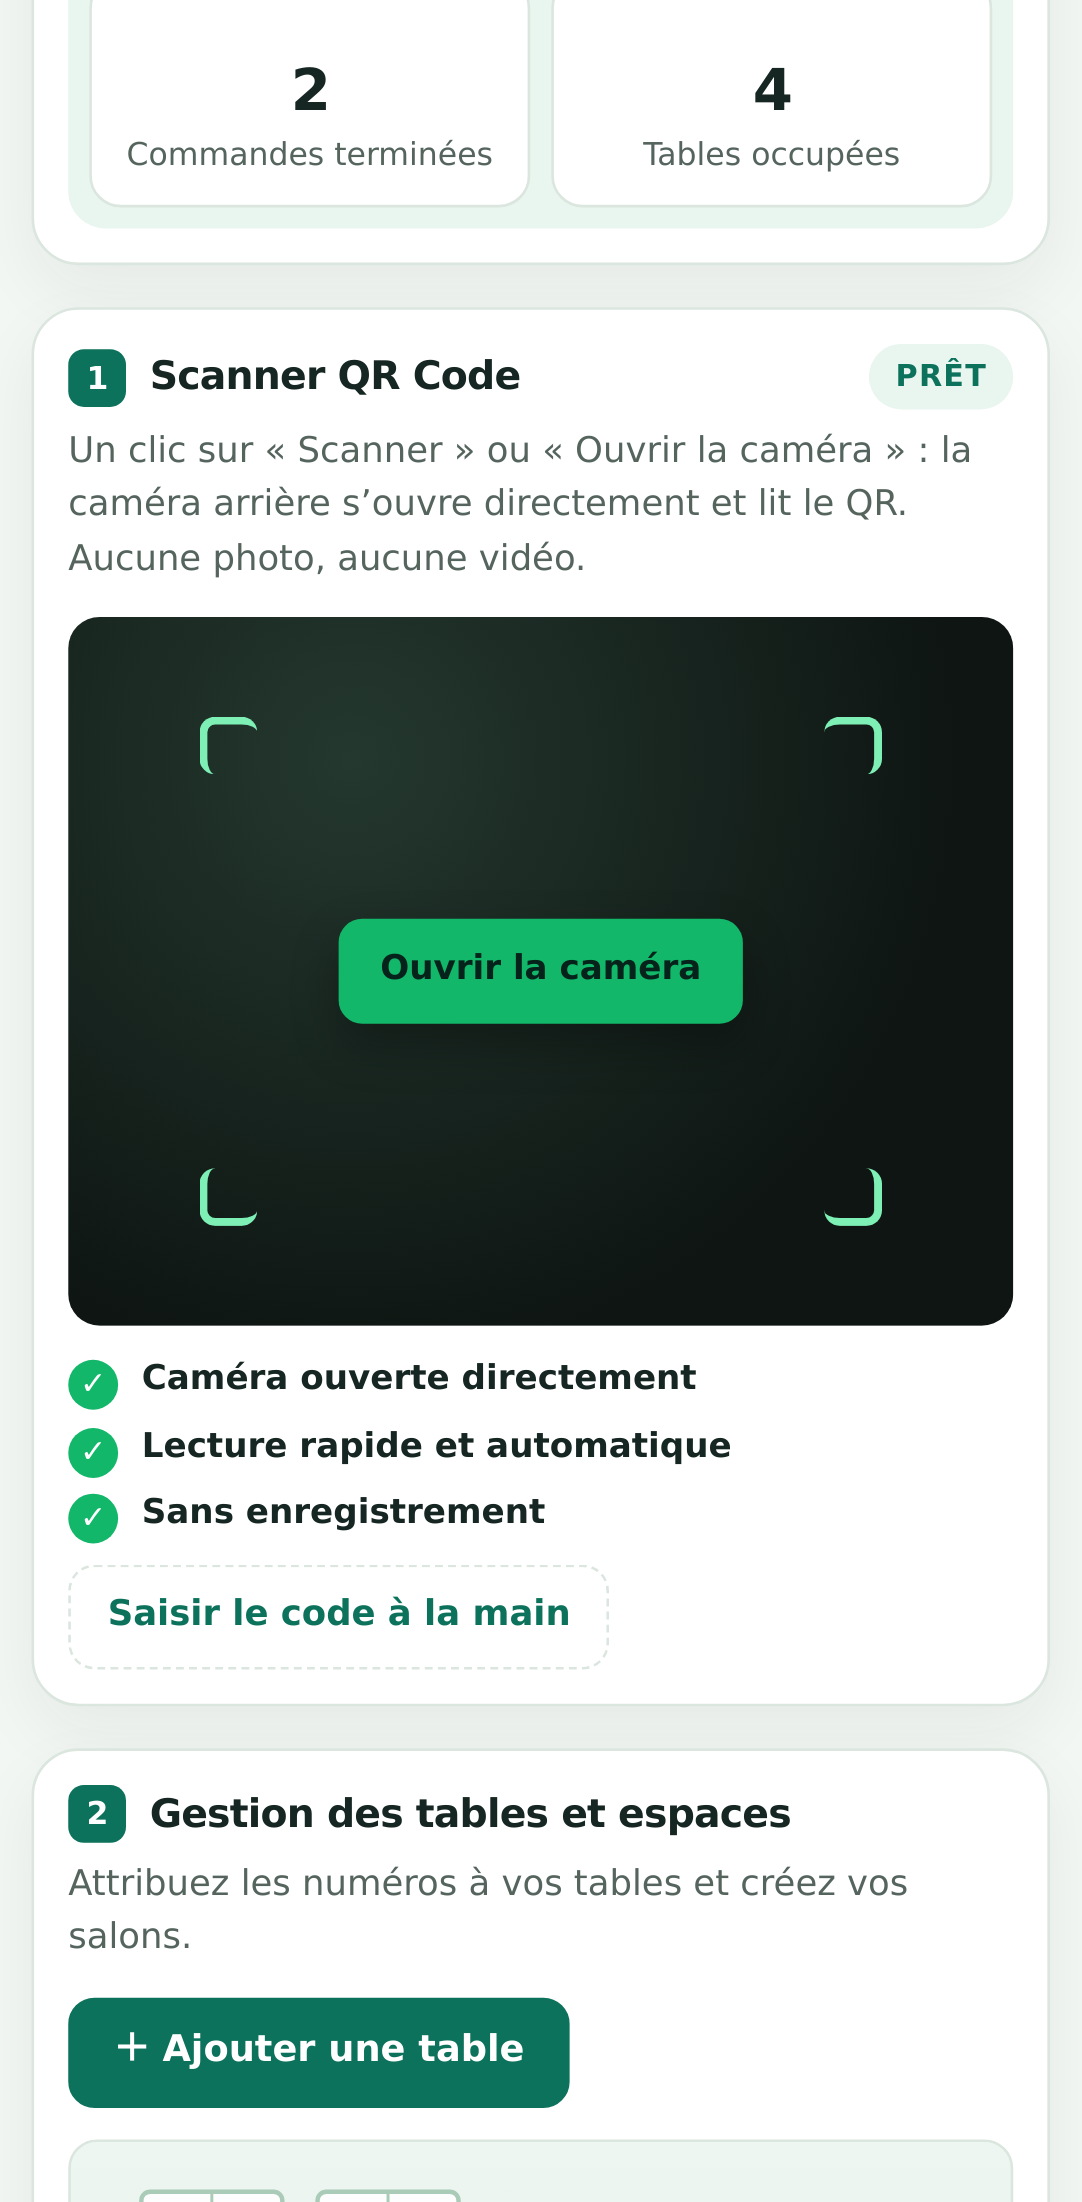 2
4
Commandes terminées
Tables occupées
1 Scanner QR Code
PRÊT
Un clic sur « Scanner » ou « Ouvrir la caméra » : la
caméra arrière s’ouvre directement et lit le QR.
Aucune photo, aucune vidéo.
Ouvrir la caméra
✓ Caméra ouverte directement
✓ Lecture rapide et automatique
✓ Sans enregistrement
Saisir le code à la main
2 Gestion des tables et espaces
Attribuez les numéros à vos tables et créez vos
salons.
+ Ajouter une table